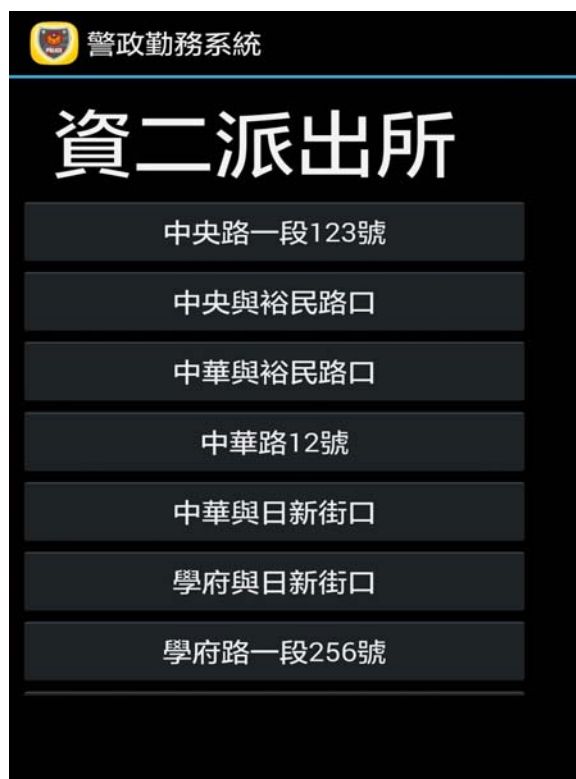 警政勤務系統
資二派出所
中央路一段123號
中央與裕民路口
中華與裕民路口
中華路12號
中華與日新街口
學府與日新街口
學府路一段256號